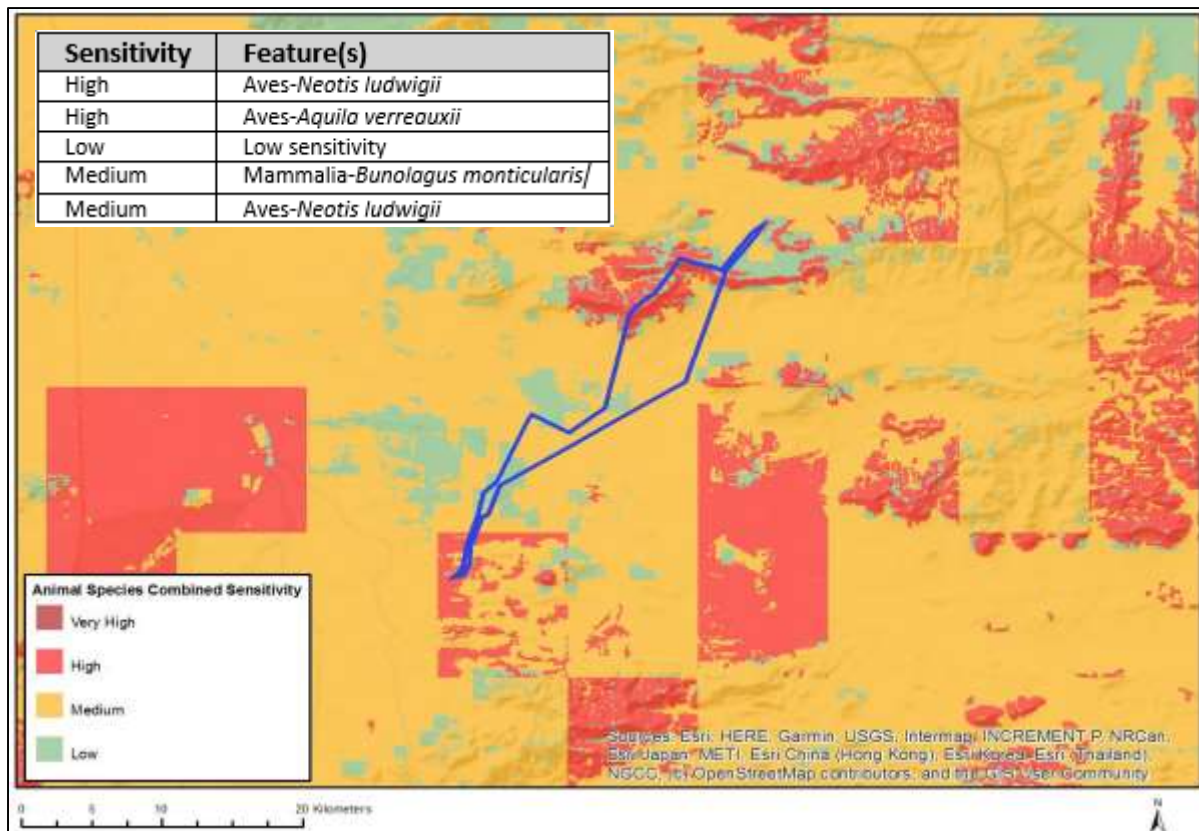 Sensitivity Feature(s)
High Aves-Neotis ludwigii
High Aves-Aquila verreauxii
Low Low sensitivity
Medium Mammalia-Bunolagus monticularis/
Medium Aves-Neotis ludwigii
Animal Species Combined Sensitivity
Very High
High
Medium
Low
Sources: Esri, HERE, Garmin, USGS, Intermap, INCREMENT P, NRCan,
Esri Japan, METI, Esri China (Hong Kong), Esri Korea, Esri (Thailand),
NGCC, (c) OpenStreetMap contributors, and the GIS User Community
0 5 10 20 Kilometers
N